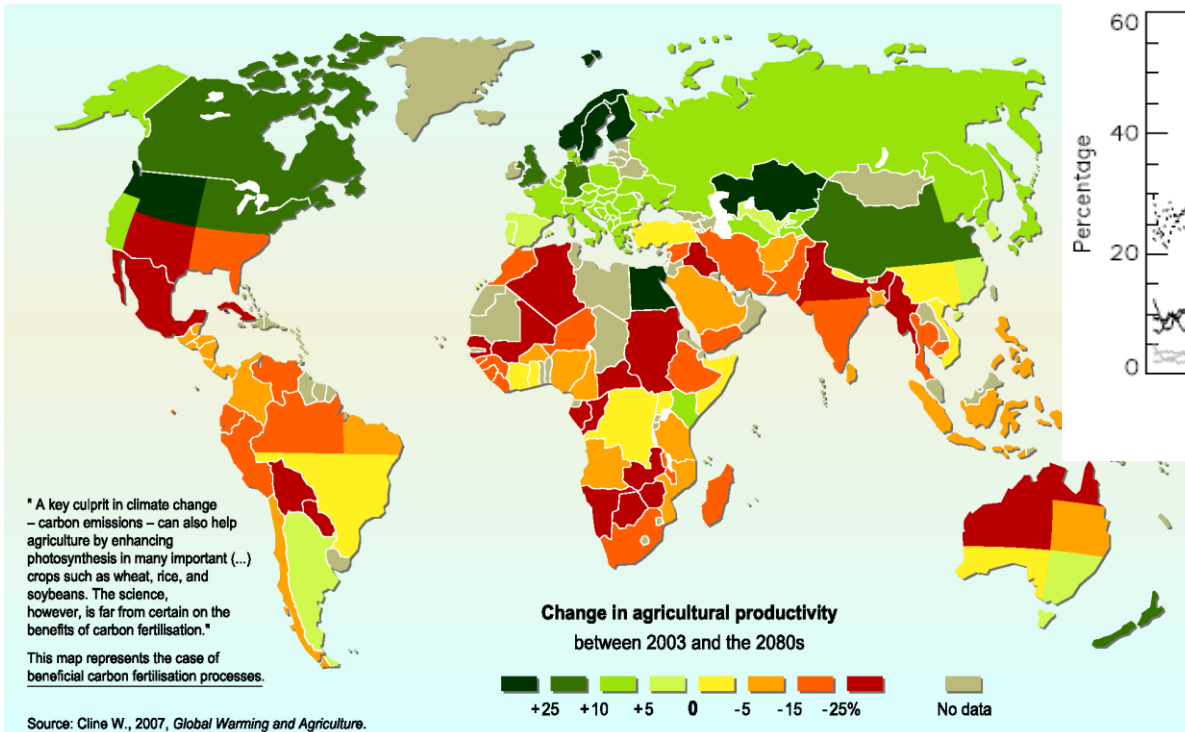 60
40
20
0
Percentage
" A key culprit in climate change
– carbon emissions – can also help
agriculture by enhancing
photosynthesis in many important (...)
crops such as wheat, rice, and
soybeans. The science,
however, is far from certain on the
benefits of carbon fertilisation."
This map represents the case of
beneficial carbon fertilisation processes.
Source: Cline W., 2007, Global Warming and Agriculture.
Change in agricultural productivity
between 2003 and the 2080s
+25 +10 +5 0 -5 -15 -25% No data